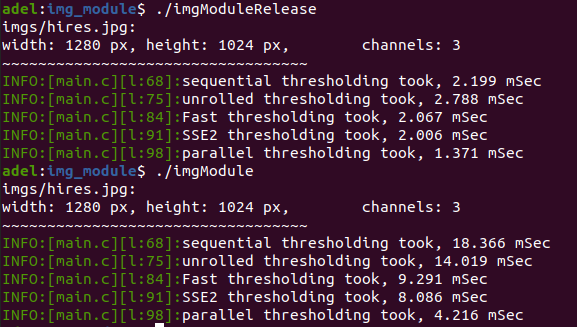 adel:img_module$ ./imgModuleRelease
imgs/hires.jpg:
width: 1280 px, height: 1024 px,        channels: 3
~~~~~~~~~~~~~~~~~~~~~~~~~~~~~~~~~~
INFO:[main.c][l:68]:sequential thresholding took, 2.199 mSec
INFO:[main.c][l:75]:unrolled thresholding took, 2.788 mSec
INFO:[main.c][l:84]:Fast thresholding took, 2.067 mSec
INFO:[main.c][l:91]:SSE2 thresholding took, 2.006 mSec
INFO:[main.c][l:98]:parallel thresholding took, 1.371 mSec
adel:img_module$ ./imgModule
imgs/hires.jpg:
width: 1280 px, height: 1024 px,        channels: 3
~~~~~~~~~~~~~~~~~~~~~~~~~~~~~~~~~~
INFO:[main.c][l:68]:sequential thresholding took, 18.366 mSec
INFO:[main.c][l:75]:unrolled thresholding took, 14.019 mSec
INFO:[main.c][l:84]:Fast thresholding took, 9.291 mSec
INFO:[main.c][l:91]:SSE2 thresholding took, 8.086 mSec
INFO:[main.c][l:98]:parallel thresholding took, 4.216 mSec